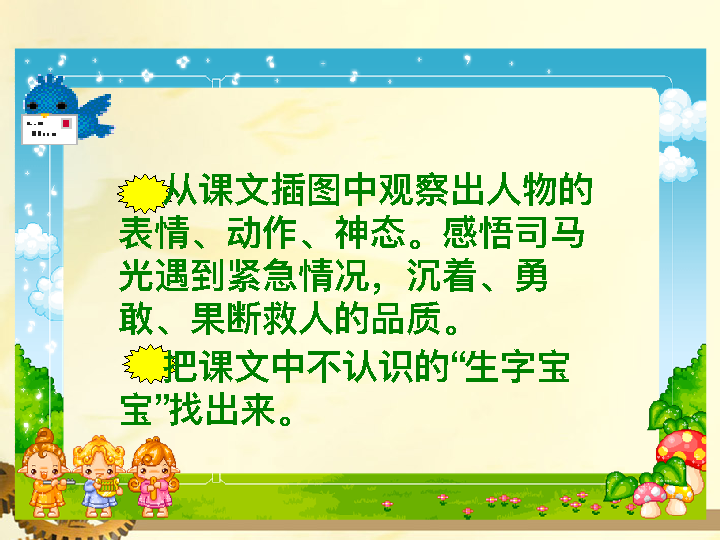 从课文插图中观察出人物的
表情、动作、神态。感悟司马
光遇到紧急情况，沉着、勇
敢、果断救人的品质。
把课文中不认识的“生字宝
宝”找出来。